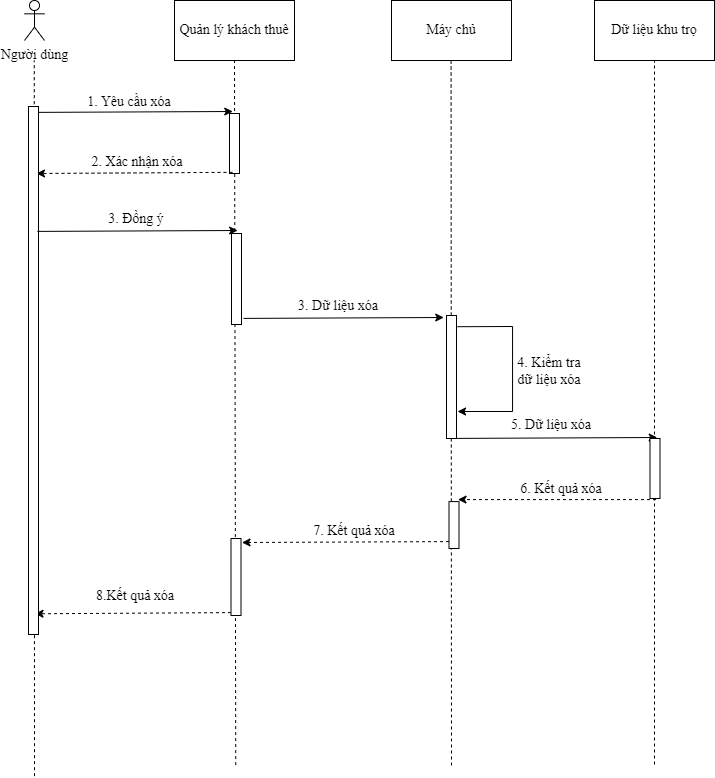 Người dùng
Quản lý khách thuê
Máy chủ
Dữ liệu khu trọ
1. Yêu cầu xóa
2. Xác nhận xóa
3. Đồng ý
3. Dữ liệu xóa
4. Kiểm tra
dữ liệu xóa
5. Dữ liệu xóa
6. Kết quả xóa
7. Kết quả xóa
8.Kết quả xóa